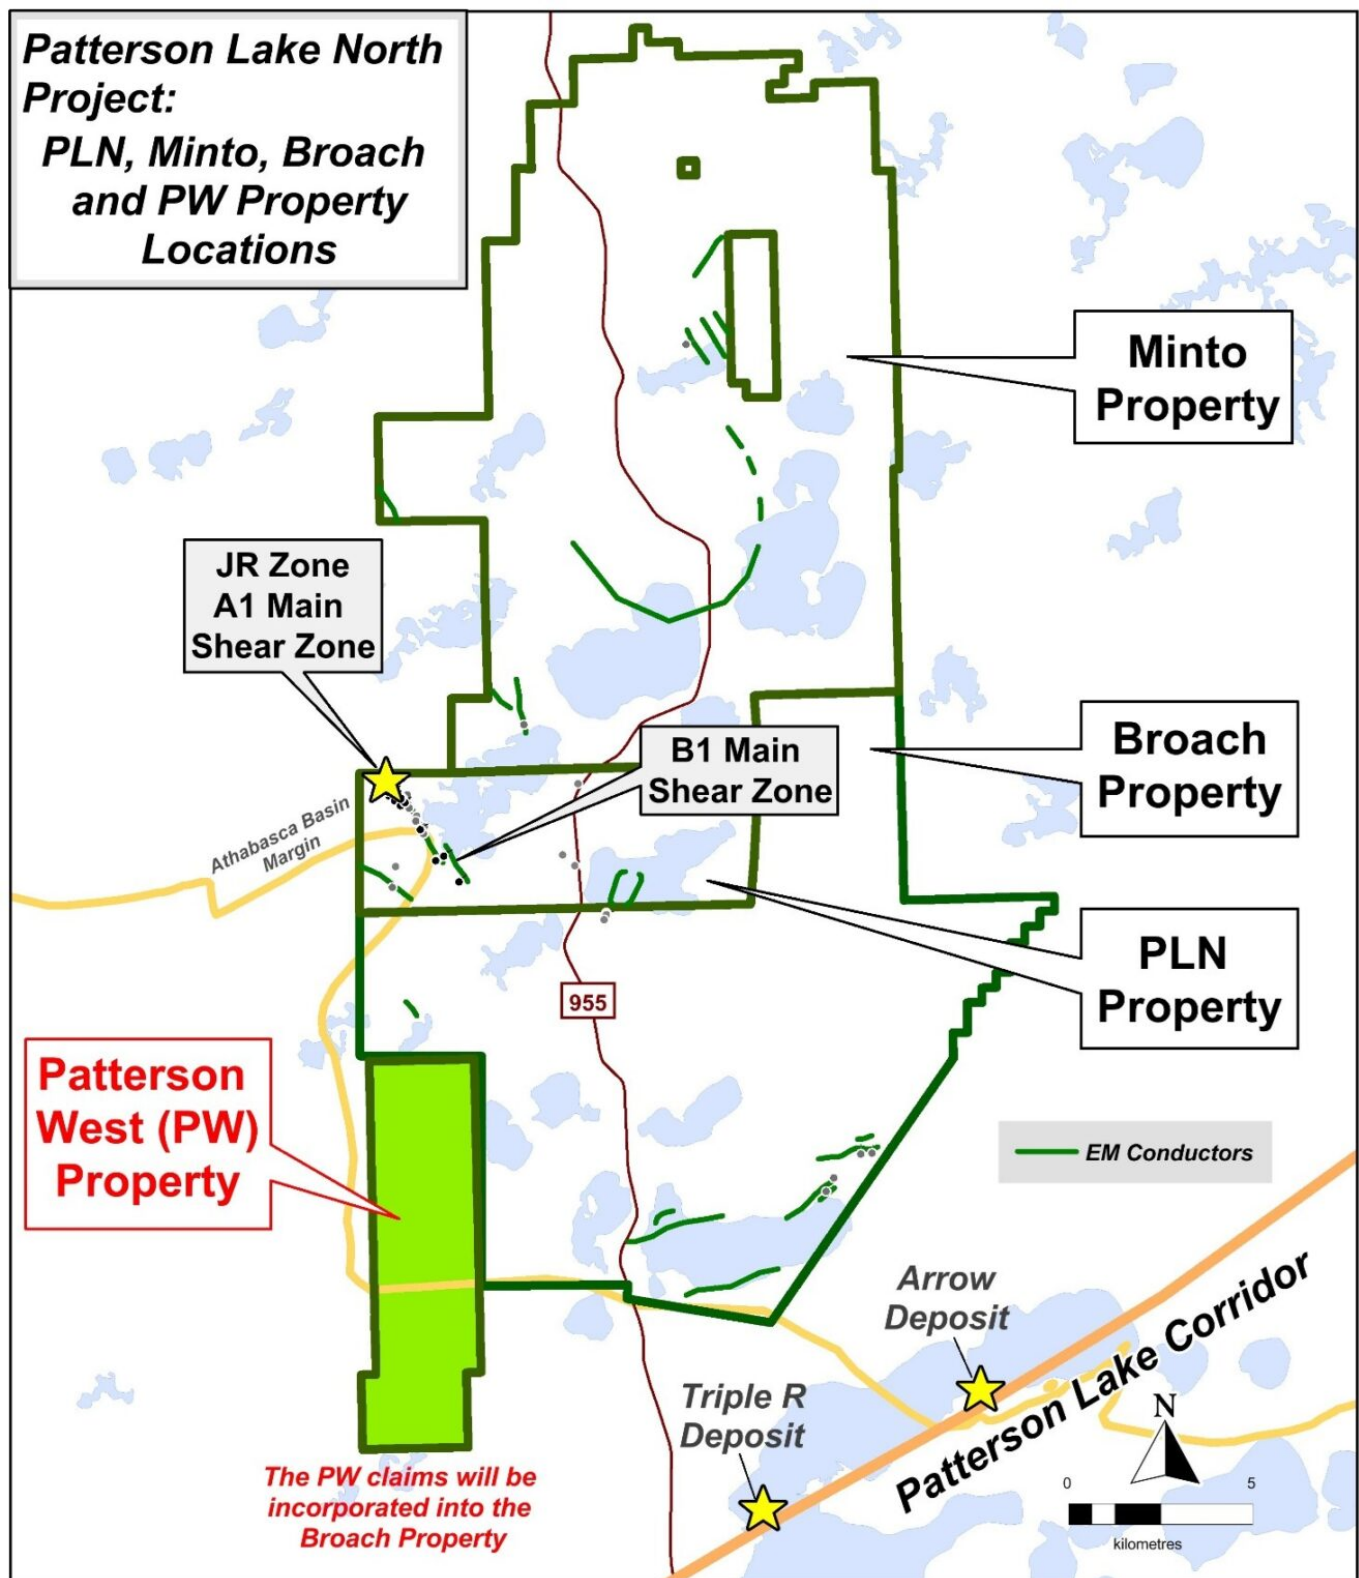 Patterson Lake North
Project:
PLN, Minto, Broach
and PW Property
Locations
Minto
Property
JR Zone
A1 Main
Shear Zone
Broach
Property
B1 Main
Shear Zone
Athabasca Basin
Margin
PLN
Property
955
Patterson
West (PW)
Property
EM Conductors
Arrow
Deposit
Patterson Lake Corridor
Triple R
Deposit
N
0 5
kilometres
The PW claims will be
incorporated into the
Broach Property